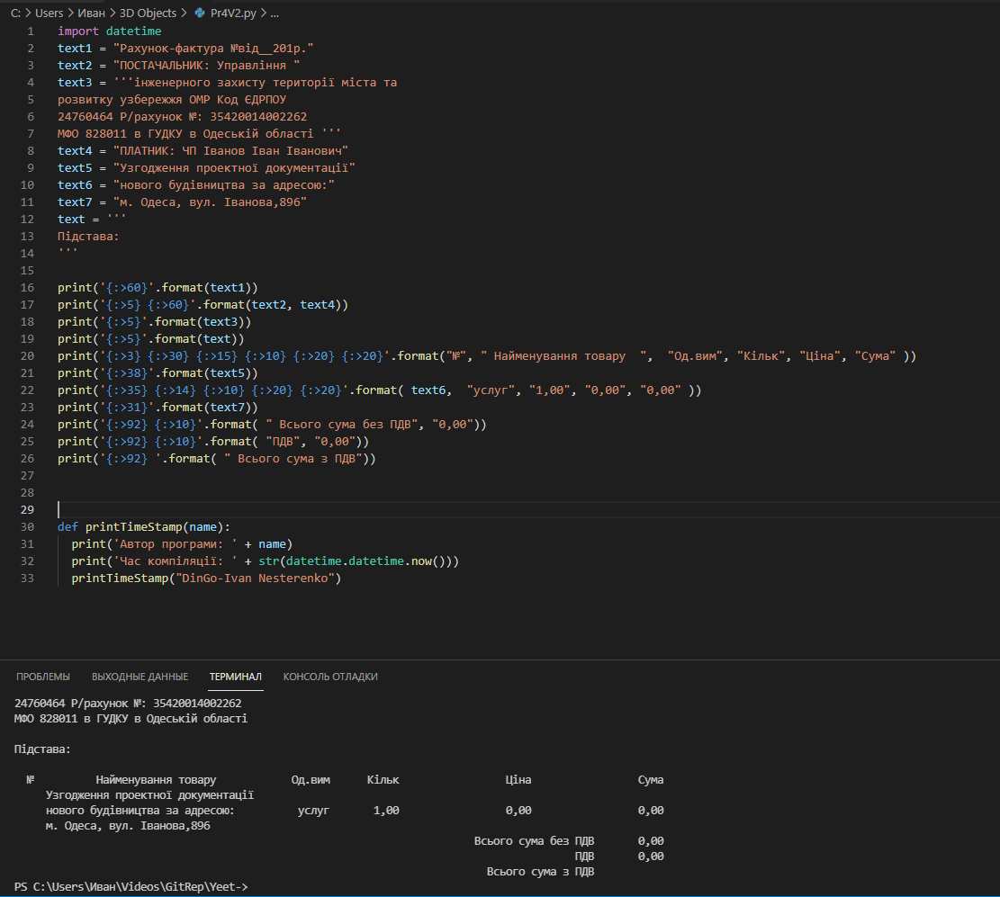 C: > Users > Иван > 3D Objects > Pr4V2.py > ...
1 import datetime
2 text1 = "Рахунок-фактура №від__201р."
3 text2 = "ПОСТАЧАЛЬНИК: Управління "
4 text3 = '''інженерного захисту території міста та
5 розвитку узбережжя ОМР Код ЄДРПОУ
6 24760464 Р/рахунок №: 35420014002262
7 МФО 828011 в ГУДКУ в Одеській області '''
8 text4 = "ПЛАТНИК: ЧП Іванов Іван Іванович"
9 text5 = "Узгодження проектної документації"
10 text6 = "нового будівництва за адресою:"
11 text7 = "м. Одеса, вул. Іванова,896"
12 text = '''
13 Підстава:
14 '''
15
16 print('{:>60}'.format(text1))
17 print('{:>5} {:>60}'.format(text2, text4))
18 print('{:>5}'.format(text3))
19 print('{:>5}'.format(text))
20 print('{:>3} {:>30} {:>15} {:>10} {:>20} {:>20}'.format("№", " Найменування товару  ",  "Од.вим", "Кільк", "Ціна", "Сума" ))
21 print('{:>38}'.format(text5))
22 print('{:>35} {:>14} {:>10} {:>20} {:>20}'.format( text6,  "услуг", "1,00", "0,00", "0,00" ))
23 print('{:>31}'.format(text7))
24 print('{:>92} {:>10}'.format( " Всього сума без ПДВ", "0,00"))
25 print('{:>92} {:>10}'.format( "ПДВ", "0,00"))
26 print('{:>92} '.format( " Всього сума з ПДВ"))
27
28
29
30 def printTimeStamp(name):
31   print('Автор програми: ' + name)
32   print('Час компіляції: ' + str(datetime.datetime.now()))
33   printTimeStamp("DinGo-Ivan Nesterenko")
ПРОБЛЕМЫ ВЫХОДНЫЕ ДАННЫЕ ТЕРМИНАЛ КОНСОЛЬ ОТЛАДКИ
24760464 Р/рахунок №: 35420014002262
МФО 828011 в ГУДКУ в Одеській області
Підстава:
№ Найменування товару Од.вим Кільк Ціна Сума
Узгодження проектної документації
нового будівництва за адресою: услуг 1,00 0,00 0,00
м. Одеса, вул. Іванова,896
Всього сума без ПДВ 0,00
ПДВ 0,00
Всього сума з ПДВ
PS C:\Users\Иван\Videos\GitRep\Yeet->